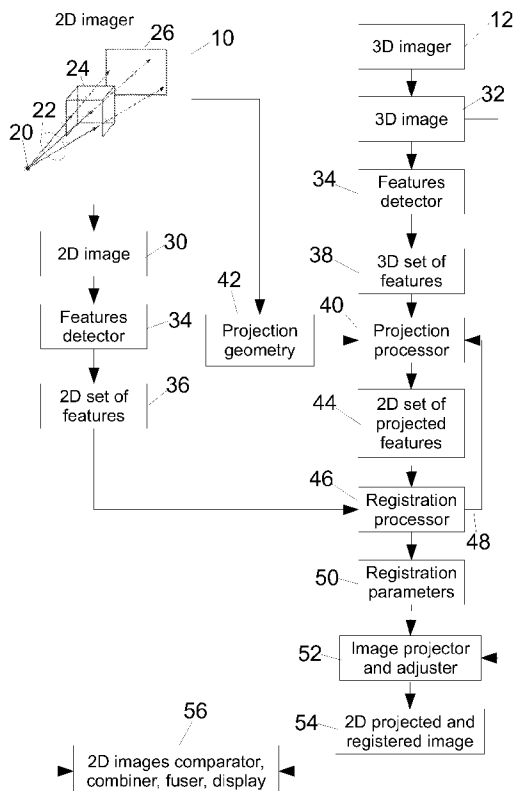 2D imager
26
10
24
22
20
3D imager
12
3D image
32
34
Features
detector
38
3D set of
features
2D image
30
42
Projection
geometry
40
Projection
processor
Features
detector
34
2D set of
features
36
44
2D set of
projected
features
46
Registration
processor
48
50
Registration
parameters
52
Image projector
and adjuster
54
2D projected and
registered image
56
2D images comparator,
combiner, fuser, display